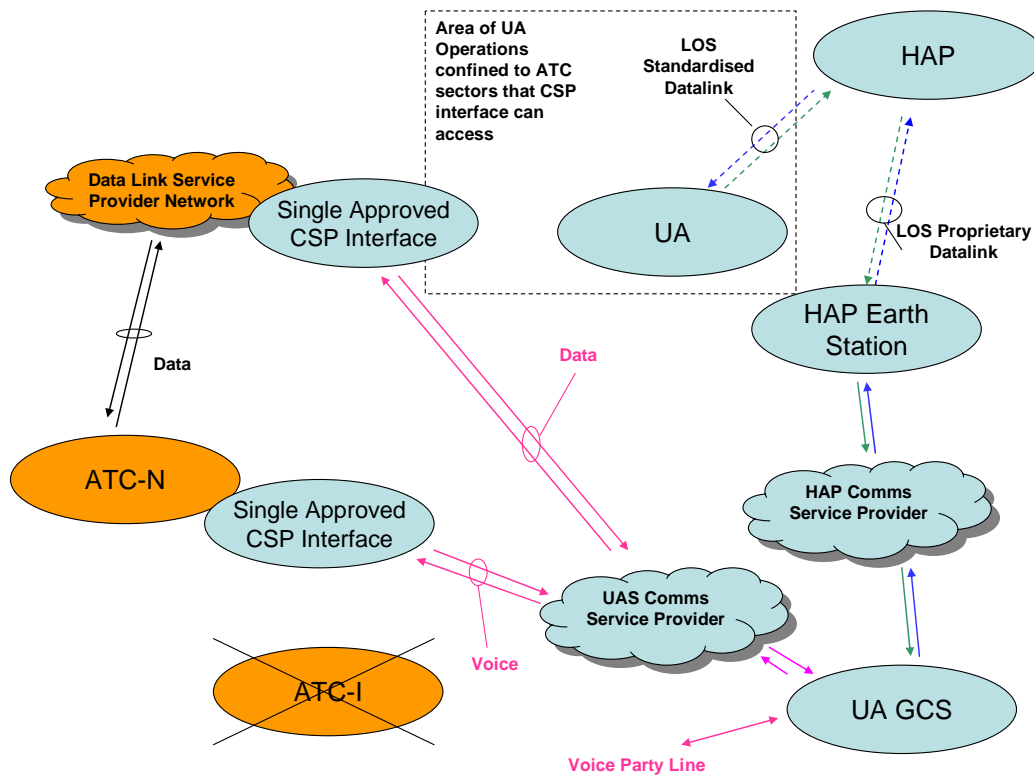 Area of UA
Operations
confined to ATC
sectors that CSP
interface can
access
LOS
Standardised
Datalink
HAP
Data Link Service
Provider Network
Single Approved
CSP Interface
UA
LOS Proprietary
Datalink
HAP Earth
Station
Data
Data
ATC-N
Single Approved
CSP Interface
HAP Comms
Service Provider
UAS Comms
Service Provider
Voice
ATC-I
UA GCS
Voice Party Line